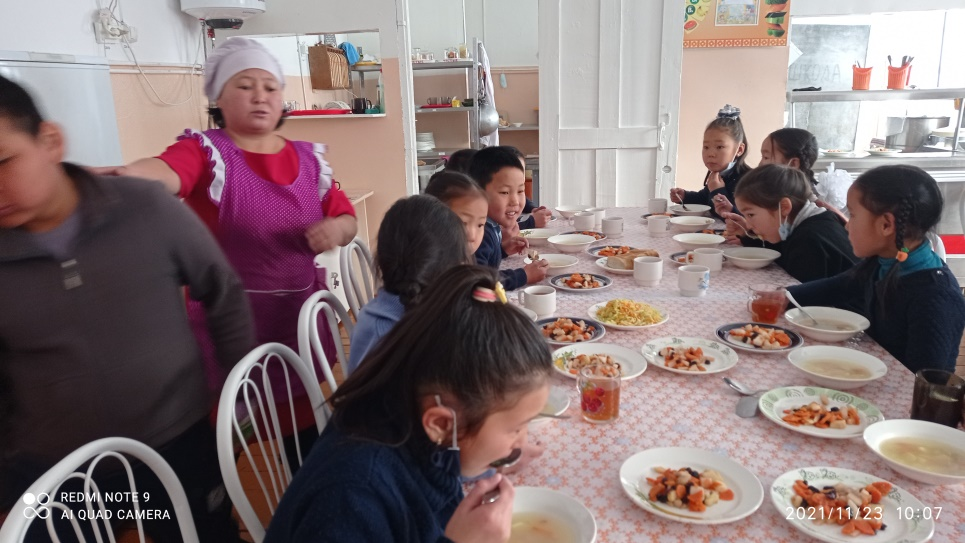 REDMI NOTE 9
AI QUAD CAMERA
2021/11/23 10:07